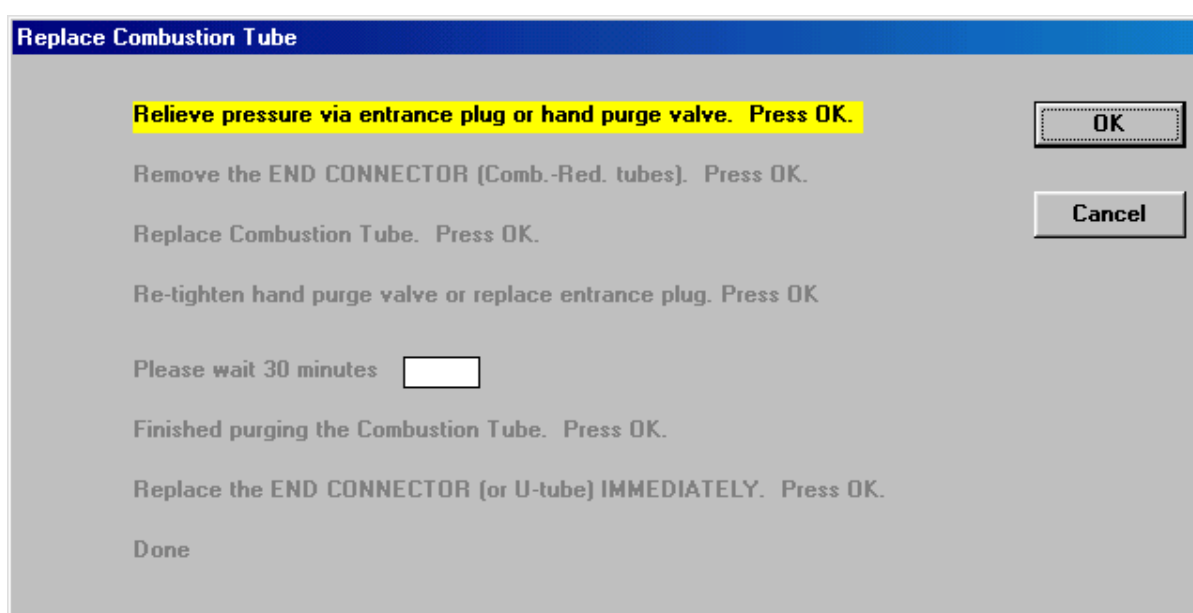 Replace Combustion Tube
Relieve pressure via entrance plug or hand purge valve.  Press OK.
OK
Remove the END CONNECTOR (Comb.-Red. tubes).  Press OK.
Cancel
Replace Combustion Tube.  Press OK.
Re-tighten hand purge valve or replace entrance plug. Press OK
Please wait 30 minutes
Finished purging the Combustion Tube.  Press OK.
Replace the END CONNECTOR (or U-tube) IMMEDIATELY.  Press OK.
Done